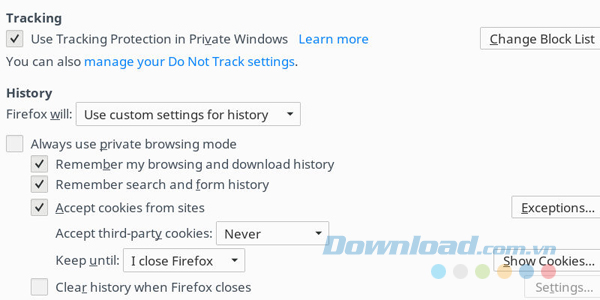 Tracking
Use Tracking Protection in Private Windows Learn more Change Block List
You can also manage your Do Not Track settings.
History
Firefox will: Use custom settings for history
Always use private browsing mode
Remember my browsing and download history
Remember search and form history
Accept cookies from sites Exceptions...
Accept third-party cookies: Never
Download.com.vn
Keep until: I close Firefox Show Cookies...
Clear history when Firefox closes Settings...